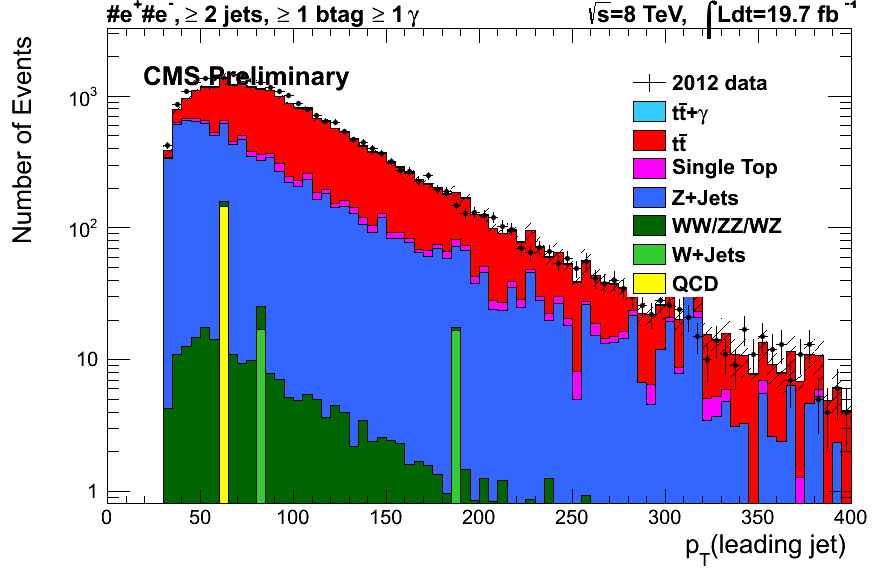 #e⁺#e⁻, ≥ 2 jets, ≥ 1 btag ≥ 1 γ
√s=8 TeV, ∫Ldt=19.7 fb⁻¹
CMS Preliminary
2012 data
tt̄+γ
tt̄
Single Top
Z+Jets
WW/ZZ/WZ
W+Jets
QCD
Number of Events
10³
10²
10
1
0 50 100 150 200 250 300 350 400
p_T(leading jet)